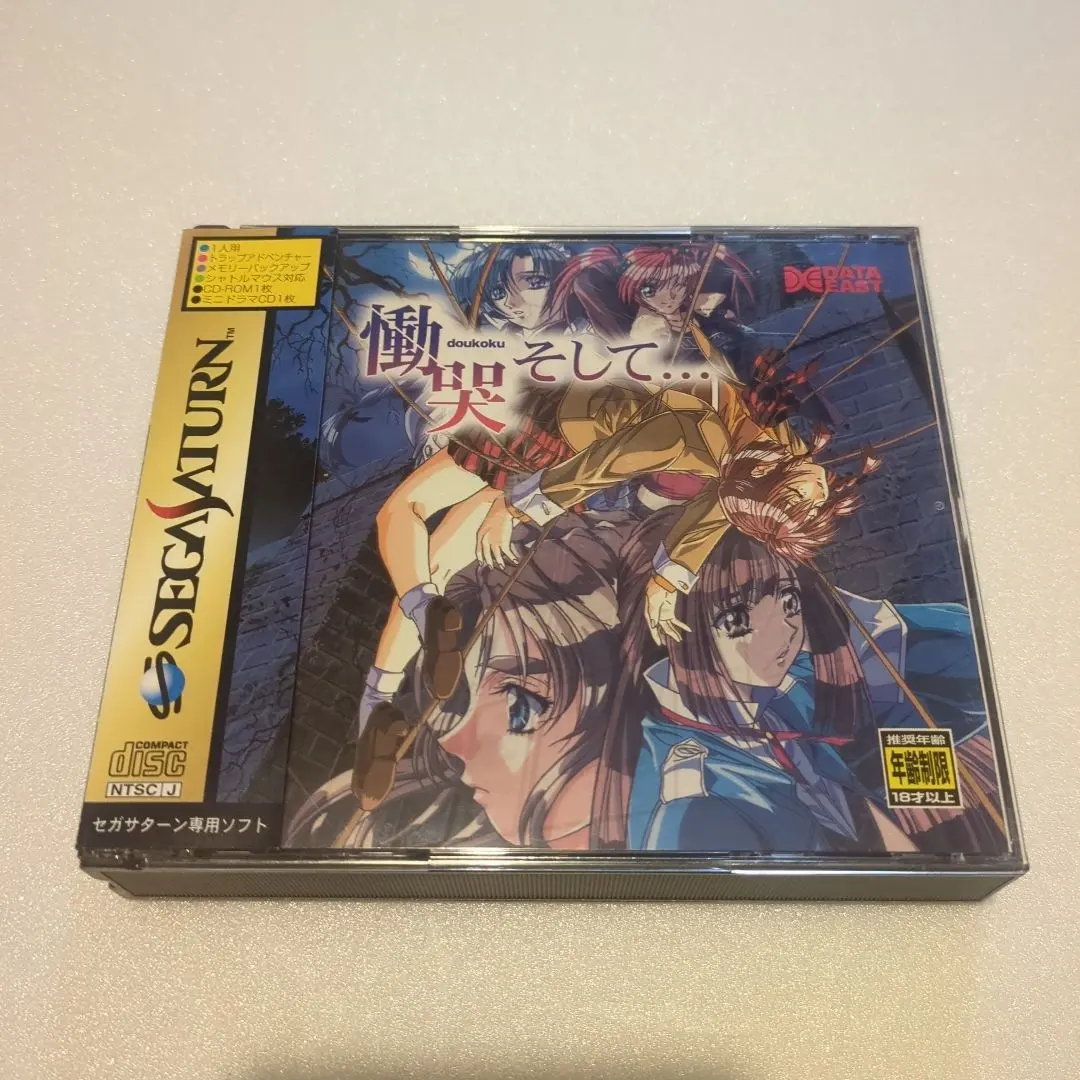 ●1人用
●トラップアドベンチャー
●メモリーバックアップ
●シャトルマウス対応
●CD-ROM1枚
●ミニドラマCD1枚
SEGA SATURN™
COMPACT
disc
NTSC J
セガサターン専用ソフト
慟哭
doukoku
そして...
DATA
EAST
推奨年齢
年齢制限
18才以上